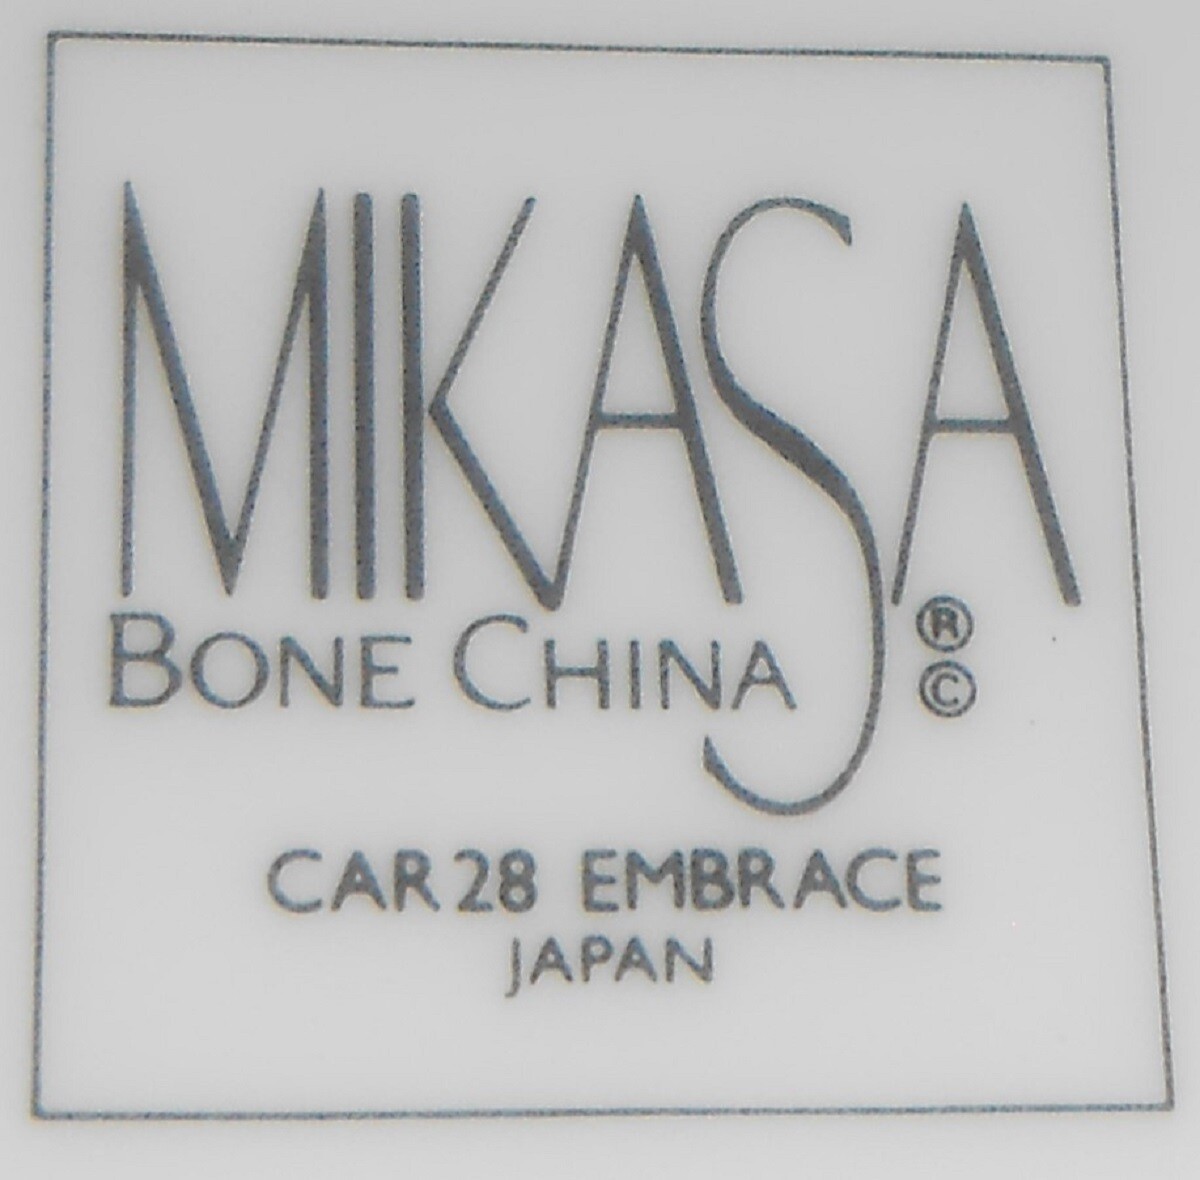 MIKASA
BONE CHINA ® ©
CAR28 EMBRACE
JAPAN